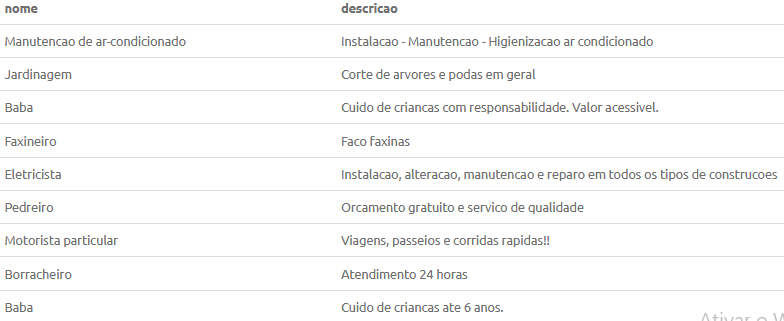 nome descricao
Manutencao de ar-condicionado Instalacao - Manutencao - Higienizacao ar condicionado
Jardinagem Corte de arvores e podas em geral
Baba Cuido de criancas com responsabilidade. Valor acessivel.
Faxineiro Faco faxinas
Eletricista Instalacao, alteracao, manutencao e reparo em todos os tipos de construcoes
Pedreiro Orcamento gratuito e servico de qualidade
Motorista particular Viagens, passeios e corridas rapidas!!
Borracheiro Atendimento 24 horas
Baba Cuido de criancas ate 6 anos.
Ativar o W